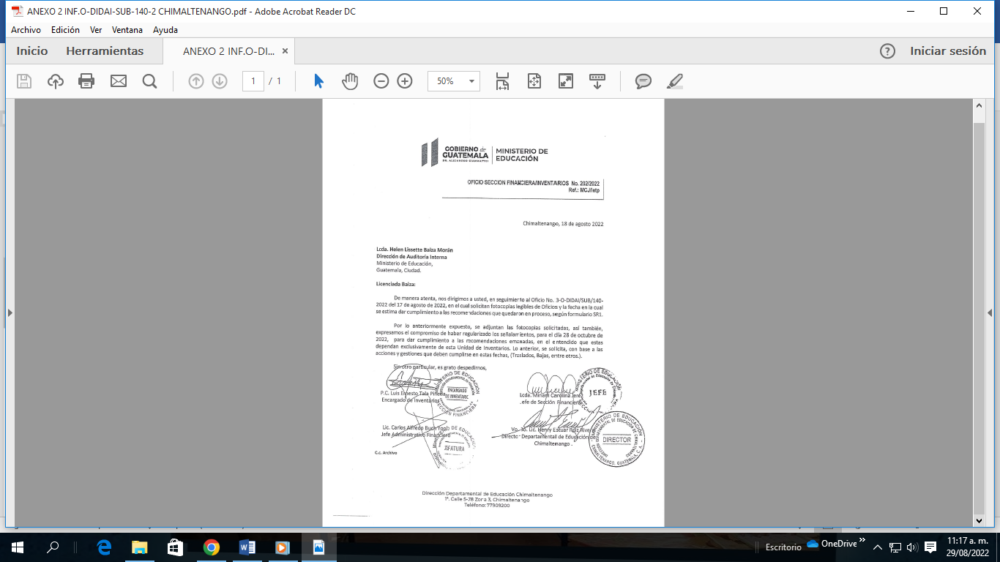 ANEXO 2 INF.O-DIDAI-SUB-140-2 CHIMALTENANGO.pdf - Adobe Acrobat Reader DC
Archivo Edición Ver Ventana Ayuda
Inicio Herramientas ANEXO 2 INF.O-DI... × Iniciar sesión
1 / 1 50%
GOBIERNO de GUATEMALA
DR. ALEJANDRO GIAMMATTEI
MINISTERIO DE
EDUCACIÓN
OFICIO SECCION FINANCIERA/INVENTARIOS No. 202/2022
Ref.: MCJ/letp
Chimaltenango, 18 de agosto 2022
Lcda. Helen Lissette Baiza Morán
Dirección de Auditoría Interna
Ministerio de Educación,
Guatemala, Ciudad.
Licenciada Baiza:
De manera atenta, nos dirigimos a usted, en seguimiento al Oficio No. 3-O-DIDAI/SUB/140-
2022 del 17 de agosto de 2022, en el cual solicitan fotocopias legibles de Oficios y la fecha en la cual
se estima dar cumplimiento a las recomendaciones que quedaron en proceso, según formulario SR1.
Por lo anteriormente expuesto, se adjuntan las fotocopias solicitadas, así también,
expresamos el compromiso de haber regularizado los señalamientos, para el día 28 de octubre de
2022, para dar cumplimiento a las recomendaciones emanadas, en el entendido que estas
dependan exclusivamente de esta Unidad de Inventarios. Lo anterior, se solicita, con base a las
acciones y gestiones que deben cumplirse en estas fechas, (Traslados, Bajas, entre otros.).
Sin otro particular, es grato despedirnos,
P.C. Luis Ernesto Tala Pineda
Encargado de Inventarios
ENCARGADO
DE INVENTARIO
Lcda. Miriam Carolina Jerez
Jefe de Sección Financiera
JEFE
Lic. Carlos Alfredo Buch Yool
Jefe Administrativo Financiero
JEFATURA
Vo. Bo. Lic. Henry Estuar Ruiz Rivera
Director Departamental de Educación de
Chimaltenango
MINISTERIO DE EDUCACIÓN
DIRECTOR
CHIMALTENANGO, GUATEMALA, C. A.
C.c. Archivo
Dirección Departamental de Educación Chimaltenango
1ª. Calle 5-78 Zona 3, Chimaltenango
Teléfono: 77909200
Escritorio OneDrive 11:17 a. m.
29/08/2022